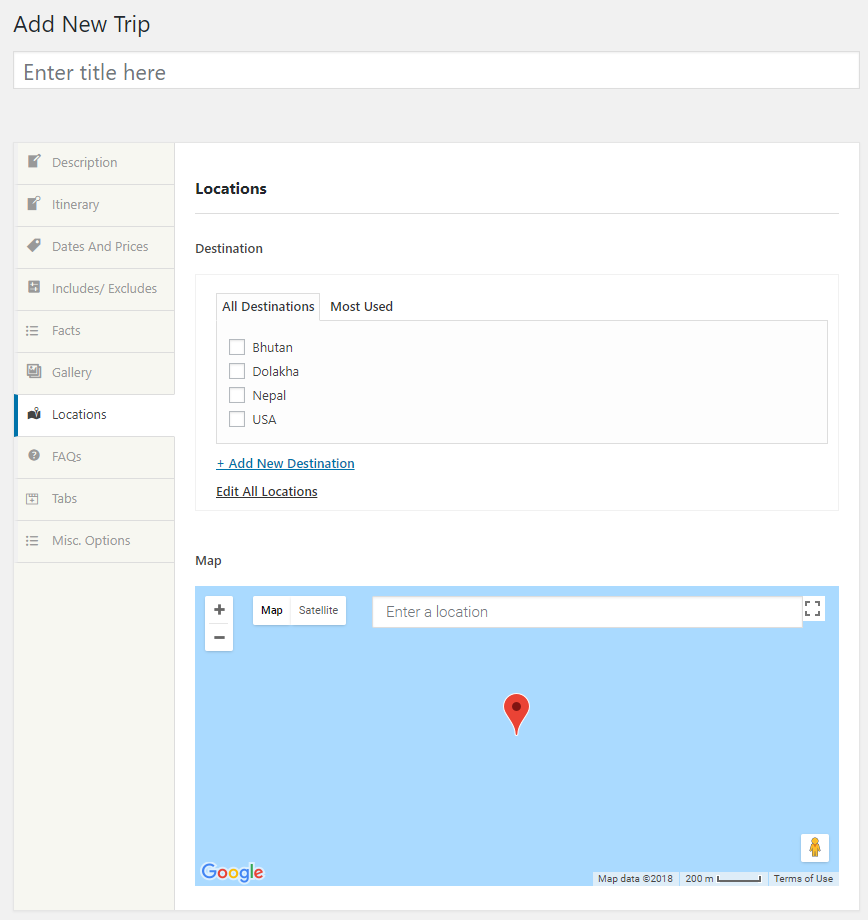 Add New Trip
Enter title here
Description
Itinerary
Dates And Prices
Includes/ Excludes
Facts
Gallery
Locations
FAQs
Tabs
Misc. Options
Locations
Destination
All Destinations Most Used
Bhutan
Dolakha
Nepal
USA
+ Add New Destination
Edit All Locations
Map
+ Map Satellite Enter a location
−
Google Map data ©2018 200 m Terms of Use